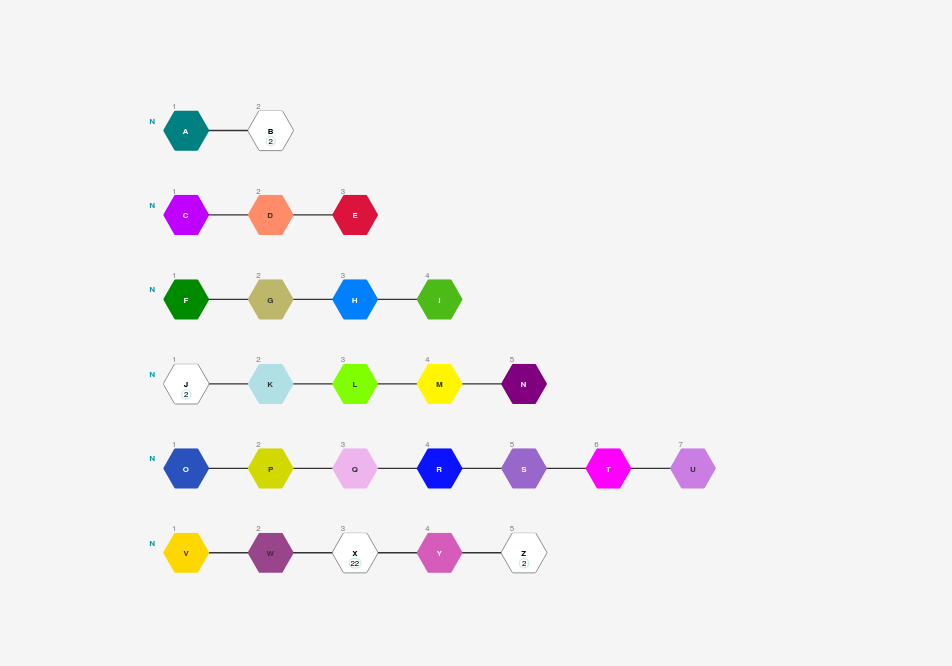 1 2
N A B
2
1 2 3
N C D E
1 2 3 4
N F G H I
1 2 3 4 5
N J K L M N
2
1 2 3 4 5 6 7
N O P Q R S T U
1 2 3 4 5
N V W X Y Z
22 2